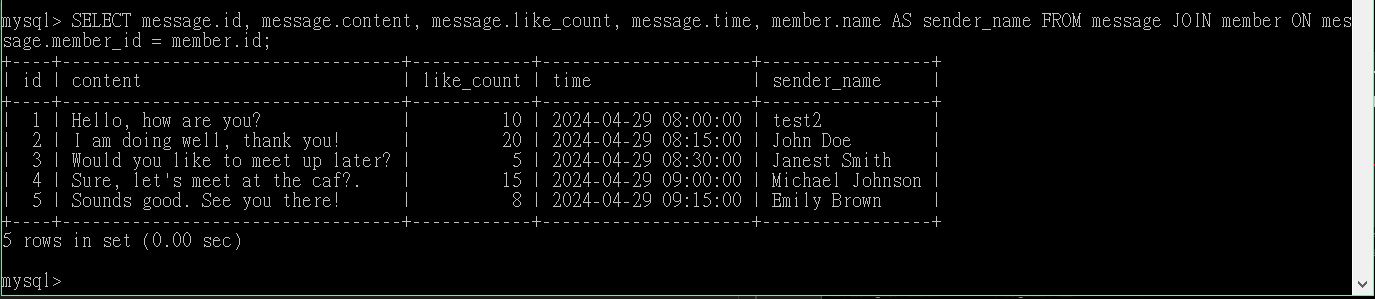 mysql> SELECT message.id, message.content, message.like_count, message.time, member.name AS sender_name FROM message JOIN member ON mes
sage.member_id = member.id;
+----+---------------------------------+------------+---------------------+-----------------+
| id | content                         | like_count | time                | sender_name     |
+----+---------------------------------+------------+---------------------+-----------------+
|  1 | Hello, how are you?             |         10 | 2024-04-29 08:00:00 | test2           |
|  2 | I am doing well, thank you!     |         20 | 2024-04-29 08:15:00 | John Doe        |
|  3 | Would you like to meet up later? |          5 | 2024-04-29 08:30:00 | Janest Smith    |
|  4 | Sure, let's meet at the caf?.   |         15 | 2024-04-29 09:00:00 | Michael Johnson |
|  5 | Sounds good. See you there!     |          8 | 2024-04-29 09:15:00 | Emily Brown     |
+----+---------------------------------+------------+---------------------+-----------------+
5 rows in set (0.00 sec)
mysql>